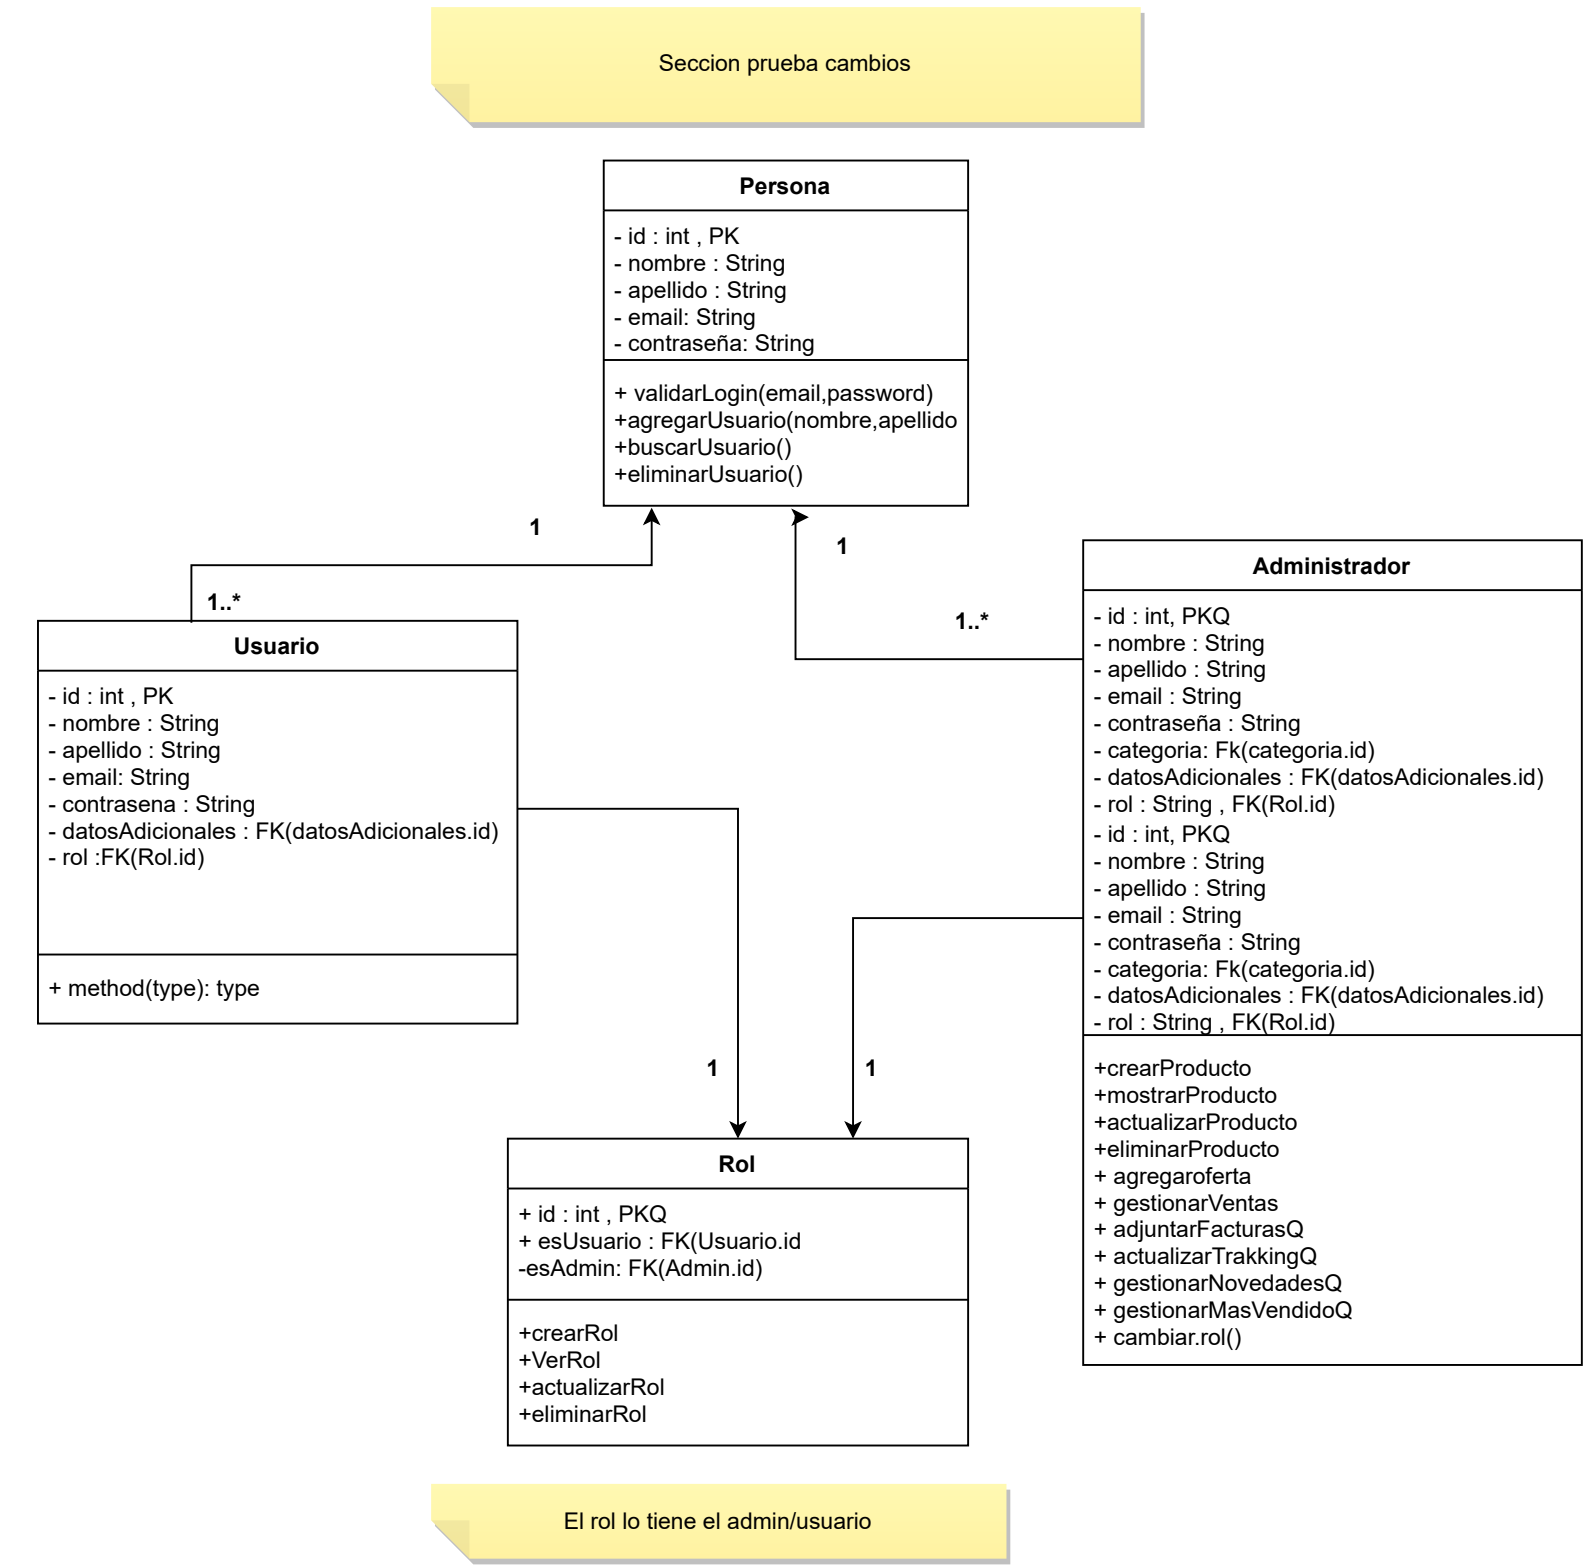 Seccion prueba cambios
Persona
- id : int , PK
- nombre : String
- apellido : String
- email: String
- contraseña: String
+ validarLogin(email,password)
+agregarUsuario(nombre,apellido
+buscarUsuario()
+eliminarUsuario()
1
1..*
1
1..*
Usuario
- id : int , PK
- nombre : String
- apellido : String
- email: String
- contrasena : String
- datosAdicionales : FK(datosAdicionales.id)
- rol :FK(Rol.id)
+ method(type): type
Administrador
- id : int, PKQ
- nombre : String
- apellido : String
- email : String
- contraseña : String
- categoria: Fk(categoria.id)
- datosAdicionales : FK(datosAdicionales.id)
- rol : String , FK(Rol.id)
- id : int, PKQ
- nombre : String
- apellido : String
- email : String
- contraseña : String
- categoria: Fk(categoria.id)
- datosAdicionales : FK(datosAdicionales.id)
- rol : String , FK(Rol.id)
+crearProducto
+mostrarProducto
+actualizarProducto
+eliminarProducto
+ agregaroferta
+ gestionarVentas
+ adjuntarFacturasQ
+ actualizarTrakkingQ
+ gestionarNovedadesQ
+ gestionarMasVendidoQ
+ cambiar.rol()
1
1
Rol
+ id : int , PKQ
+ esUsuario : FK(Usuario.id
-esAdmin: FK(Admin.id)
+crearRol
+VerRol
+actualizarRol
+eliminarRol
El rol lo tiene el admin/usuario